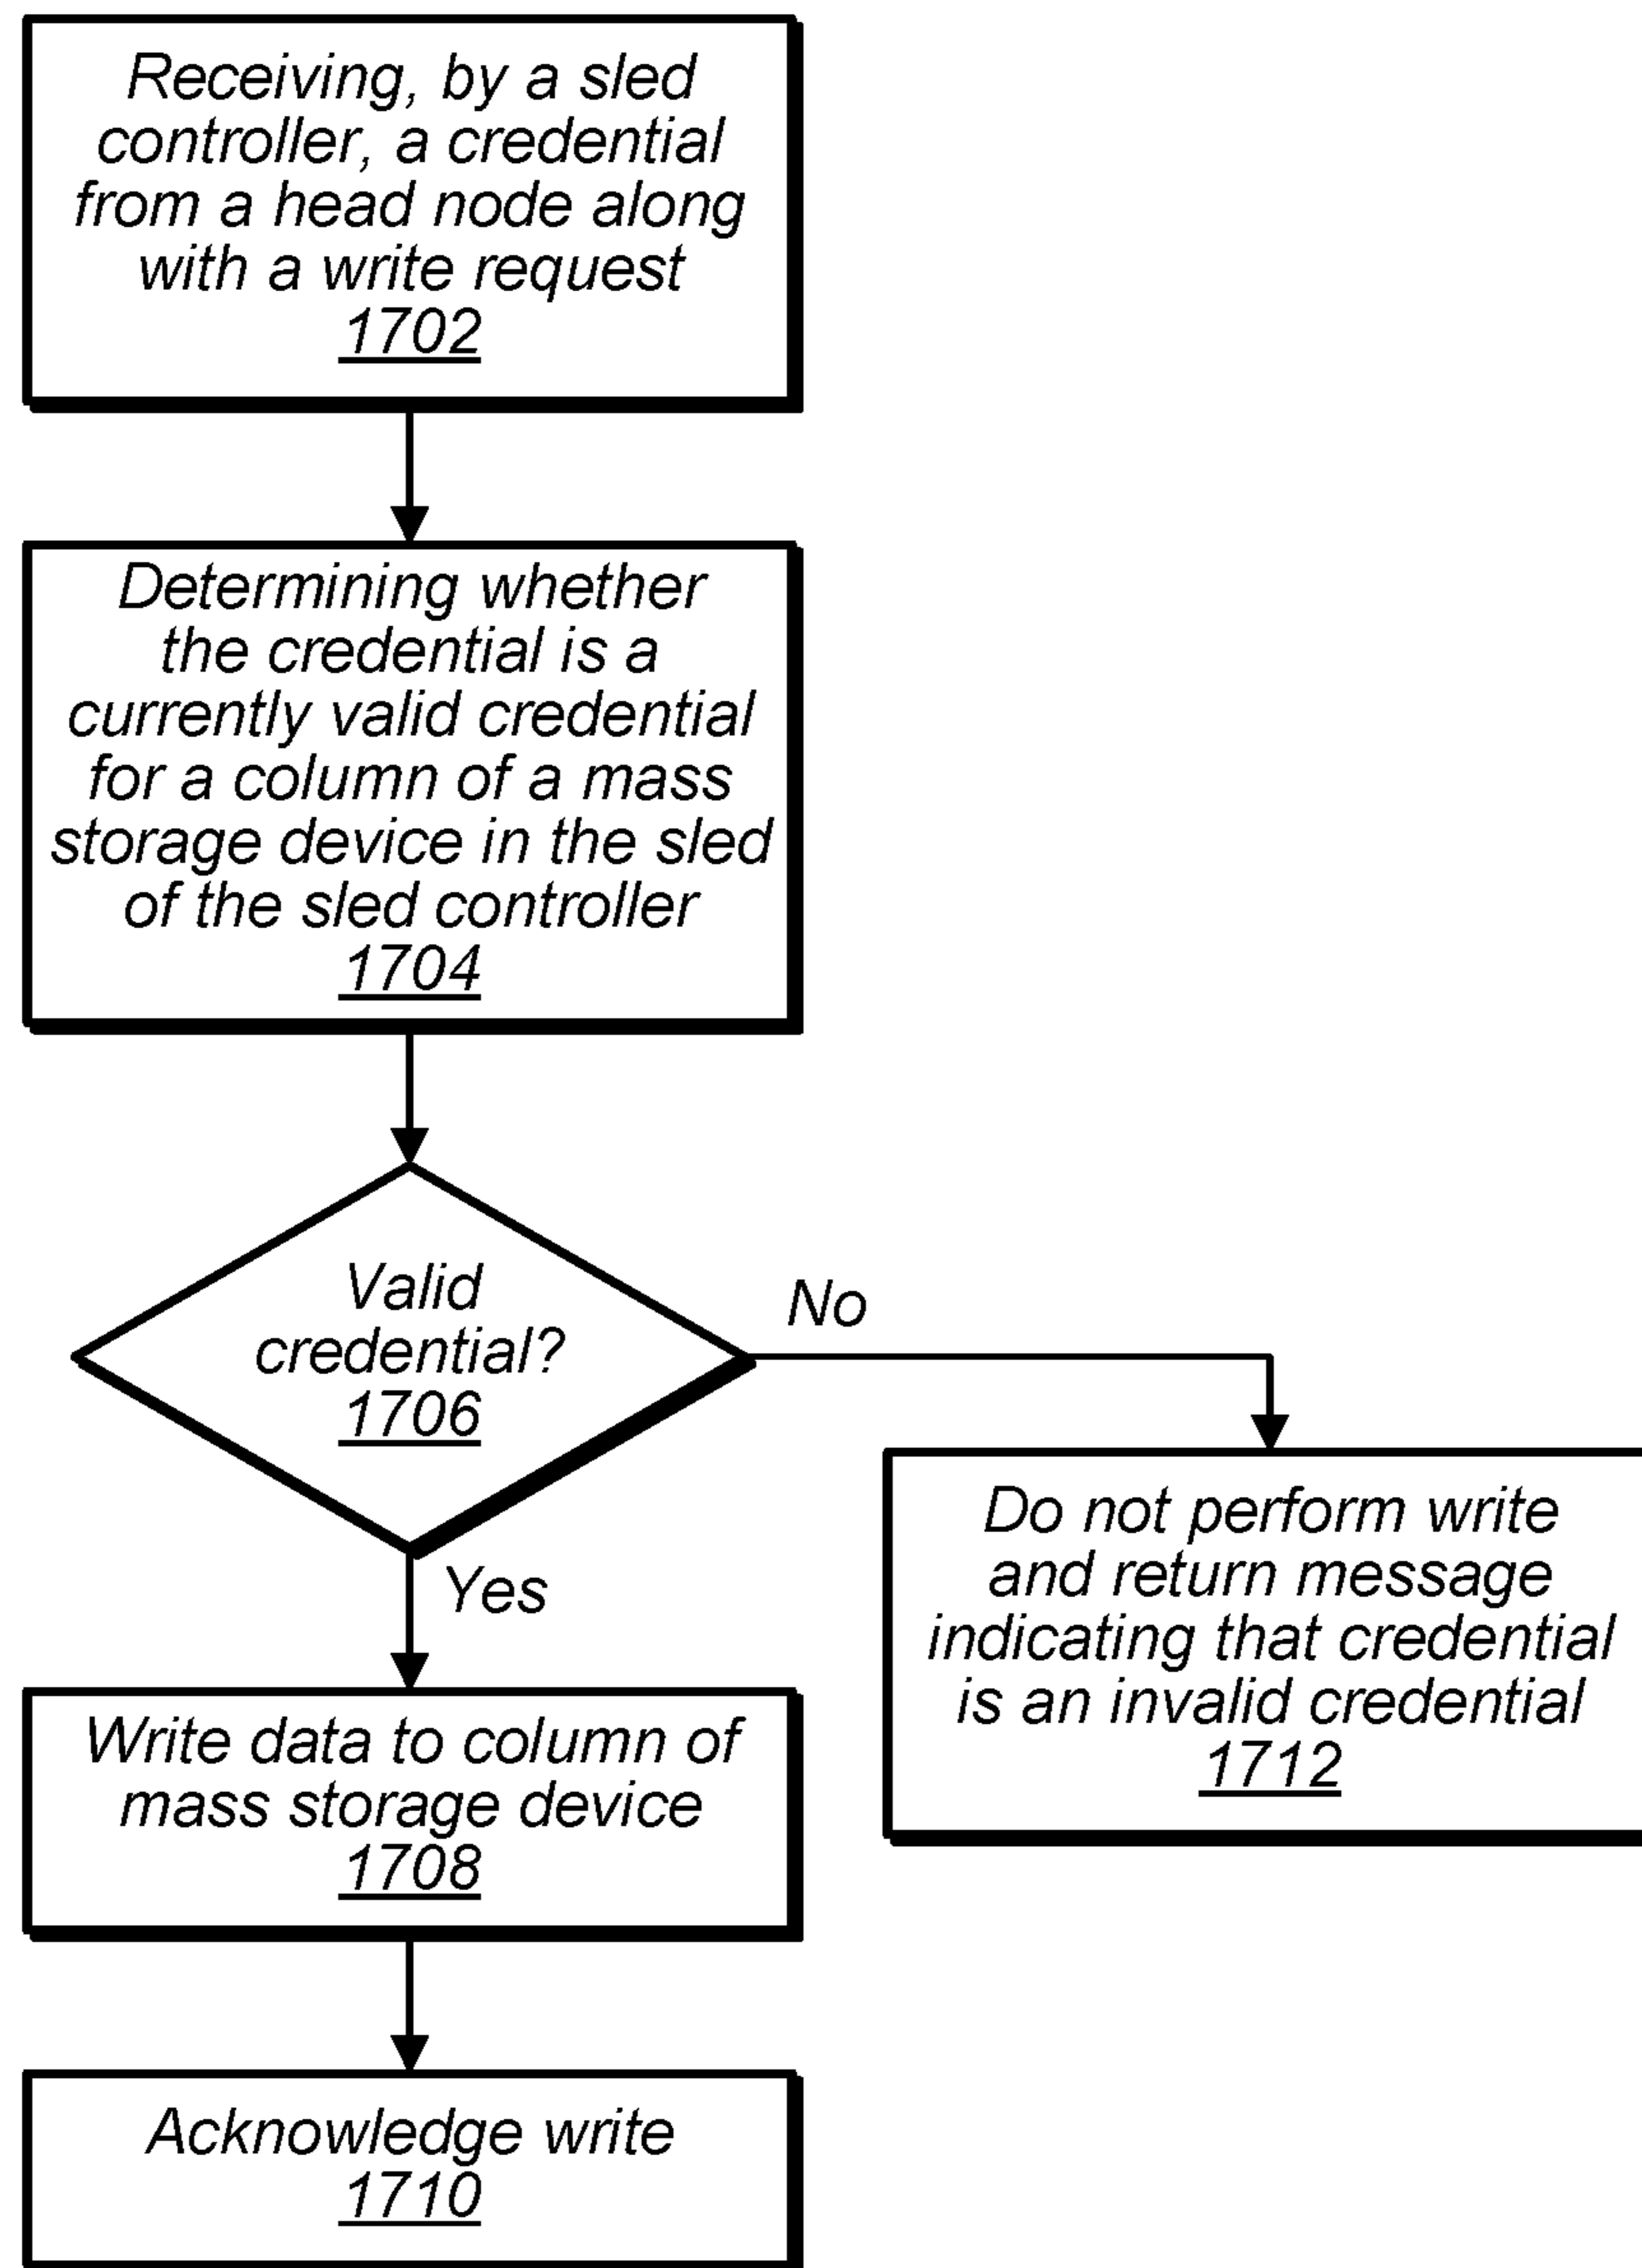 Receiving, by a sled
controller, a credential
from a head node along
with a write request
1702
Determining whether
the credential is a
currently valid credential
for a column of a mass
storage device in the sled
of the sled controller
1704
Valid
credential?
1706
No
Yes
Do not perform write
and return message
indicating that credential
is an invalid credential
1712
Write data to column of
mass storage device
1708
Acknowledge write
1710